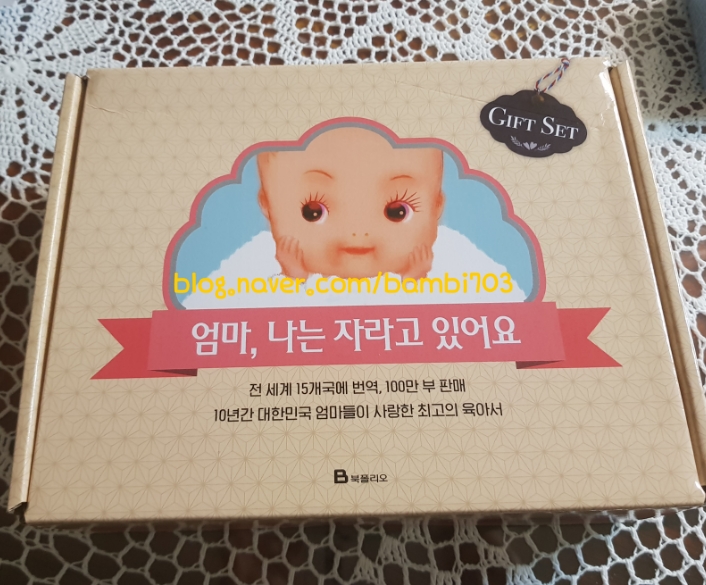 GIFT SET
blog.naver.com/bambi703
엄마, 나는 자라고 있어요
전 세계 15개국에 번역, 100만 부 판매
10년간 대한민국 엄마들이 사랑한 최고의 육아서
B 북폴리오